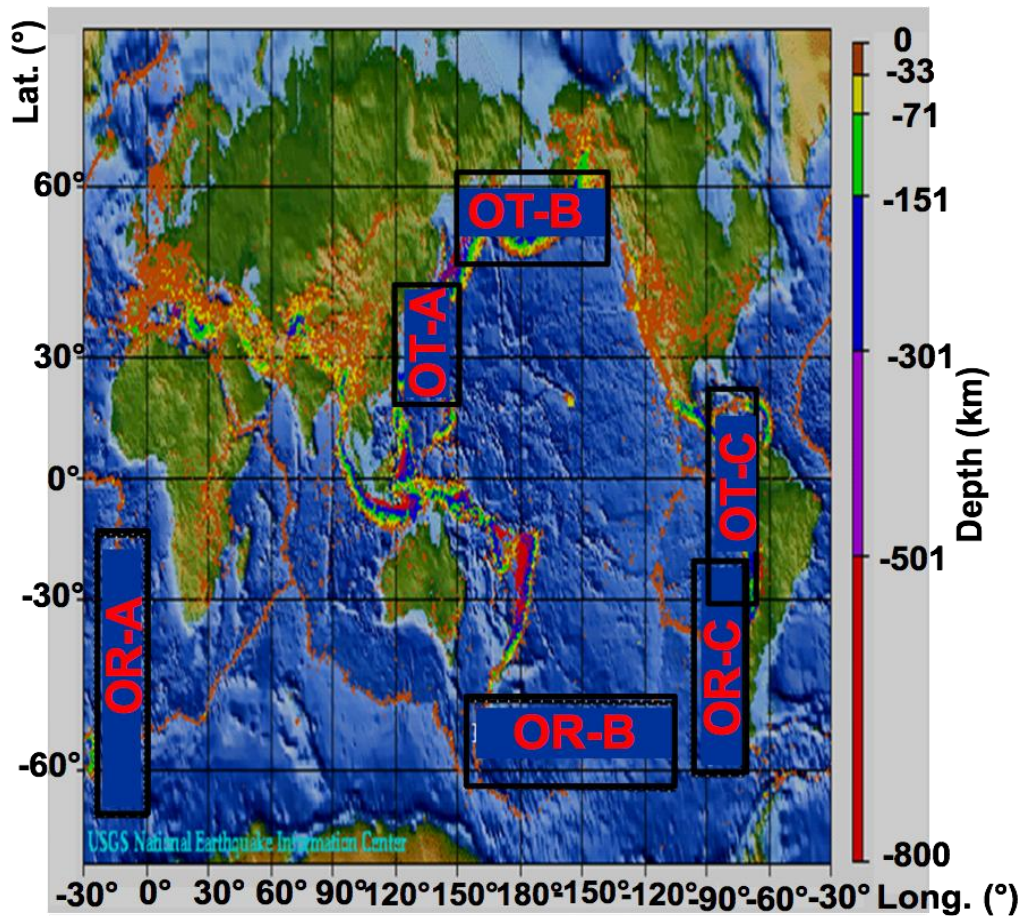 Lat. (°)
60°
30°
0°
-30°
-60°
OT-B
OT-A
OT-C
OR-A
OR-B
OR-C
USGS National Earthquake Information Center
-30° 0° 30° 60° 90° 120° 150° 180° -150° -120° -90° -60° -30° Long. (°)
0
-33
-71
-151
-301
-501
-800
Depth (km)